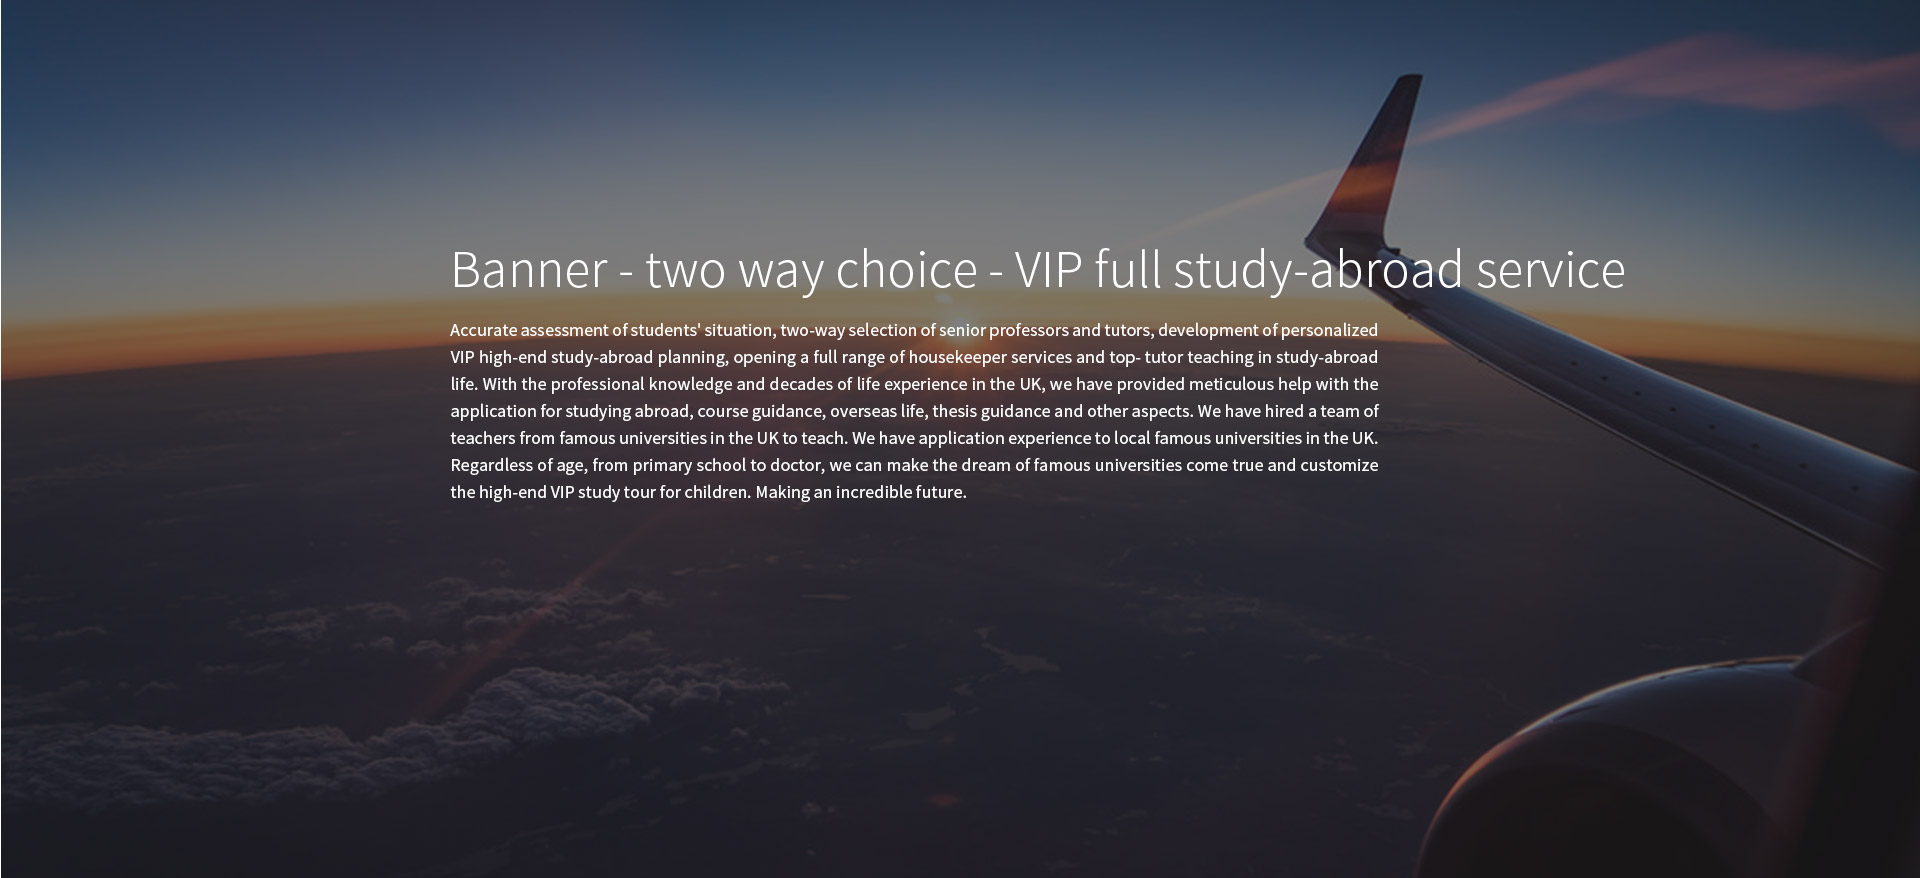 Banner - two way choice - VIP full study-abroad service
Accurate assessment of students' situation, two-way selection of senior professors and tutors, development of personalized
VIP high-end study-abroad planning, opening a full range of housekeeper services and top- tutor teaching in study-abroad
life. With the professional knowledge and decades of life experience in the UK, we have provided meticulous help with the
application for studying abroad, course guidance, overseas life, thesis guidance and other aspects. We have hired a team of
teachers from famous universities in the UK to teach. We have application experience to local famous universities in the UK.
Regardless of age, from primary school to doctor, we can make the dream of famous universities come true and customize
the high-end VIP study tour for children. Making an incredible future.